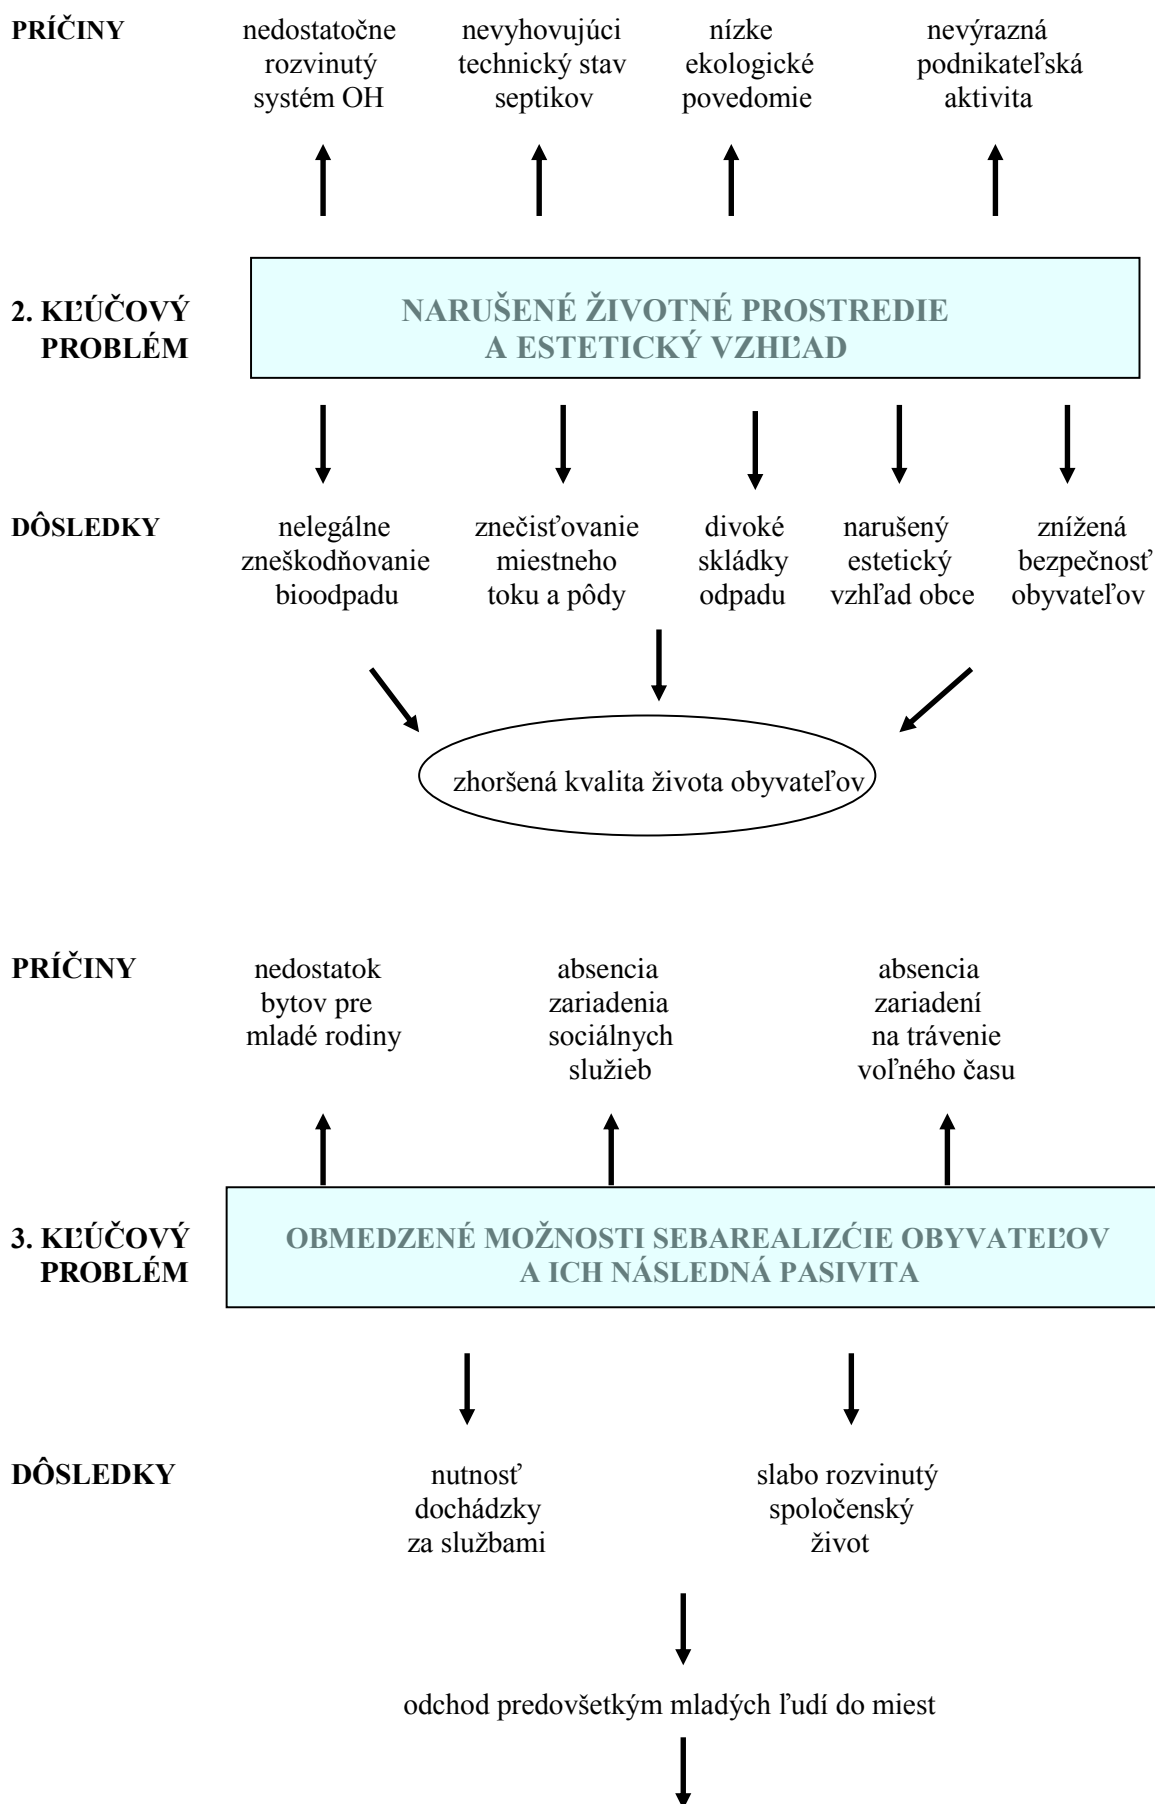 PRÍČINY nedostatočne nevyhovujúci nízke nevýrazná
rozvinutý technický stav ekologické podnikateľská
systém OH septikov povedomie aktivita
2. KĽÚČOVÝ NARUŠENÉ ŽIVOTNÉ PROSTREDIE
PROBLÉM A ESTETICKÝ VZHĽAD
DÔSLEDKY nelegálne znečisťovanie divoké narušený znížená
zneškodňovanie miestneho skládky estetický bezpečnosť
bioodpadu toku a pôdy odpadu vzhľad obce obyvateľov
zhoršená kvalita života obyvateľov
PRÍČINY nedostatok absencia absencia
bytov pre zariadenia zariadení
mladé rodiny sociálnych na trávenie
služieb voľného času
3. KĽÚČOVÝ OBMEDZENÉ MOŽNOSTI SEBAREALIZĆIE OBYVATEĽOV
PROBLÉM A ICH NÁSLEDNÁ PASIVITA
DÔSLEDKY nutnosť slabo rozvinutý
dochádzky spoločenský
za službami život
odchod predovšetkým mladých ľudí do miest